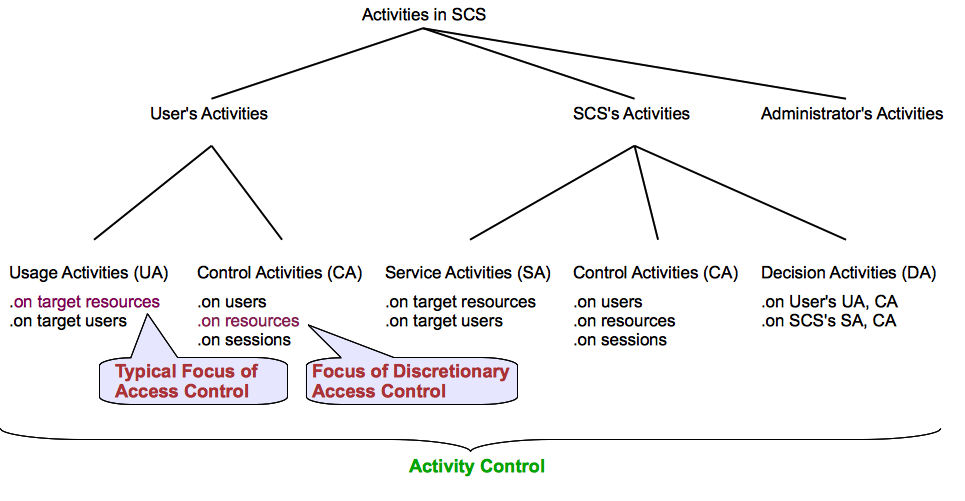 Activities in SCS
User's Activities
SCS's Activities
Administrator's Activities
Usage Activities (UA)
.on target resources
.on target users
Control Activities (CA)
.on users
.on resources
.on sessions
Service Activities (SA)
.on target resources
.on target users
Control Activities (CA)
.on users
.on resources
.on sessions
Decision Activities (DA)
.on User's UA, CA
.on SCS's SA, CA
Typical Focus of
Access Control
Focus of Discretionary
Access Control
Activity Control